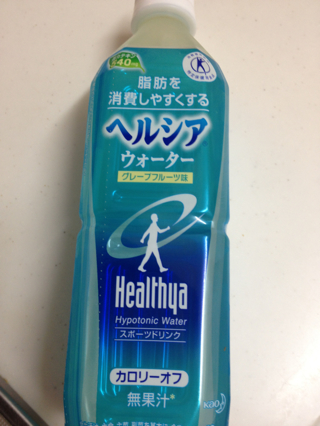 脂肪を
消費しやすくする
ヘルシア
ウォーター
グレープフルーツ味
Healthya
Hypotonic Water
スポーツドリンク
カロリーオフ
無果汁
Kao